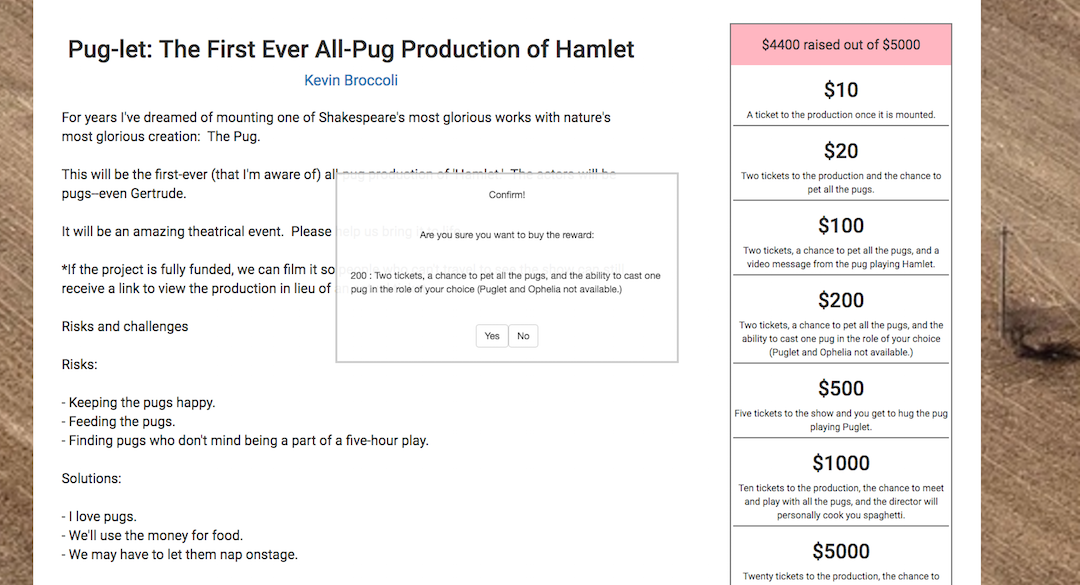 Pug-let: The First Ever All-Pug Production of Hamlet
Kevin Broccoli
For years I've dreamed of mounting one of Shakespeare's most glorious works with nature's
most glorious creation:  The Pug.
This will be the first-ever (that I'm aware of) all pug production of 'Hamlet.'  The actors will be
pugs--even Gertrude.
It will be an amazing theatrical event.  Please help us bring
*If the project is fully funded, we can film it so
receive a link to view the production in lieu of
Risks and challenges
Risks:
- Keeping the pugs happy.
- Feeding the pugs.
- Finding pugs who don't mind being a part of a five-hour play.
Solutions:
- I love pugs.
- We'll use the money for food.
- We may have to let them nap onstage.
Confirm!
Are you sure you want to buy the reward:
200 : Two tickets, a chance to pet all the pugs, and the ability to cast one
pug in the role of your choice (Puglet and Ophelia not available.)
Yes
No
$4400 raised out of $5000
$10
A ticket to the production once it is mounted.
$20
Two tickets to the production and the chance to
pet all the pugs.
$100
Two tickets, a chance to pet all the pugs, and a
video message from the pug playing Hamlet.
$200
Two tickets, a chance to pet all the pugs, and the
ability to cast one pug in the role of your choice
(Puglet and Ophelia not available.)
$500
Five tickets to the show and you get to hug the pug
playing Puglet.
$1000
Ten tickets to the production, the chance to meet
and play with all the pugs, and the director will
personally cook you spaghetti.
$5000
Twenty tickets to the production, the chance to